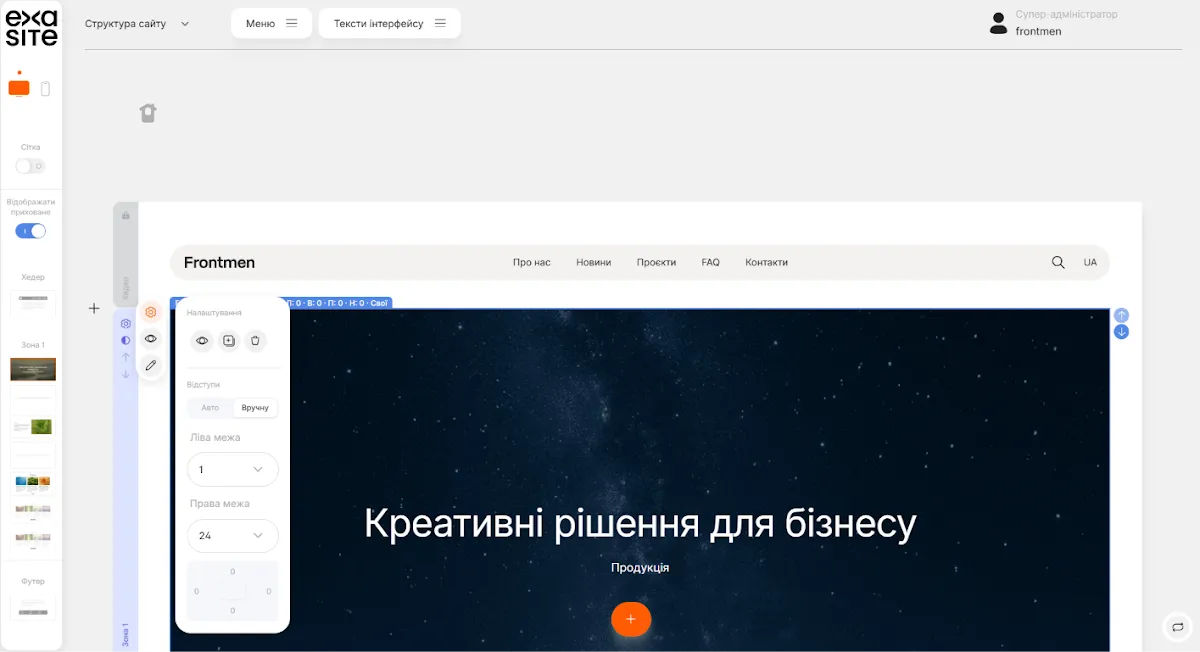 exa
SITE
Структура сайту
Меню
Тексти інтерфейсу
Супер-адміністратор
frontmen
Сітка
Відображати
приховане
Хедер
Зона 1
Футер
Хедер
Зона 1
Frontmen
Про нас
Новини
Проєкти
FAQ
Контакти
UA
П: 0 · В: 0 · П: 0 · Н: 0 · Свої
Налаштування
Відступи
Авто
Вручну
Ліва межа
1
Права межа
24
0
0
0
0
Креативні рішення для бізнесу
Продукція